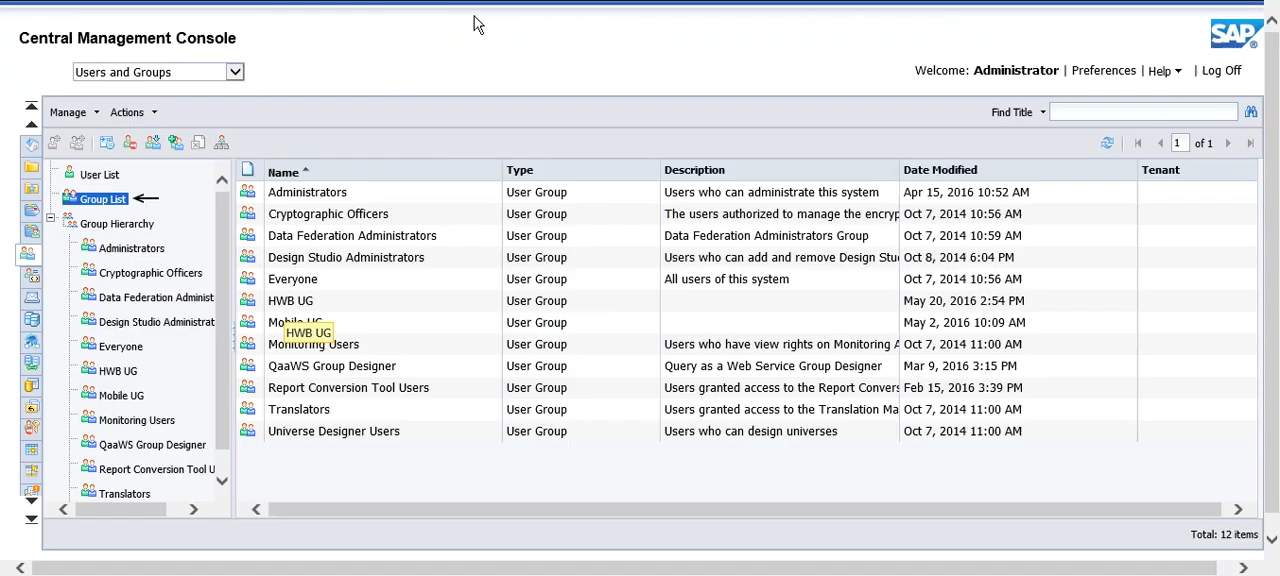 Central Management Console
SAP
Users and Groups
Welcome: Administrator | Preferences | Help | Log Off
Manage Actions Find Title
1 of 1
User List
Group List
Group Hierarchy
Administrators
Cryptographic Officers
Data Federation Administ
Design Studio Administrat
Everyone
HWB UG
Mobile UG
Monitoring Users
QaaWS Group Designer
Report Conversion Tool U
Translators
Name Type Description Date Modified Tenant
Administrators User Group Users who can administrate this system Apr 15, 2016 10:52 AM
Cryptographic Officers User Group The users authorized to manage the encryp Oct 7, 2014 10:56 AM
Data Federation Administrators User Group Data Federation Administrators Group Oct 7, 2014 10:59 AM
Design Studio Administrators User Group Users who can add and remove Design Stu Oct 8, 2014 6:04 PM
Everyone User Group All users of this system Oct 7, 2014 10:56 AM
HWB UG User Group May 20, 2016 2:54 PM
Mobile UG User Group May 2, 2016 10:09 AM
HWB UG
Monitoring Users User Group Users who have view rights on Monitoring A Oct 7, 2014 11:00 AM
QaaWS Group Designer User Group Query as a Web Service Group Designer Mar 9, 2016 3:15 PM
Report Conversion Tool Users User Group Users granted access to the Report Convers Feb 15, 2016 3:39 PM
Translators User Group Users granted access to the Translation Ma Oct 7, 2014 11:00 AM
Universe Designer Users User Group Users who can design universes Oct 7, 2014 11:00 AM
Total: 12 items